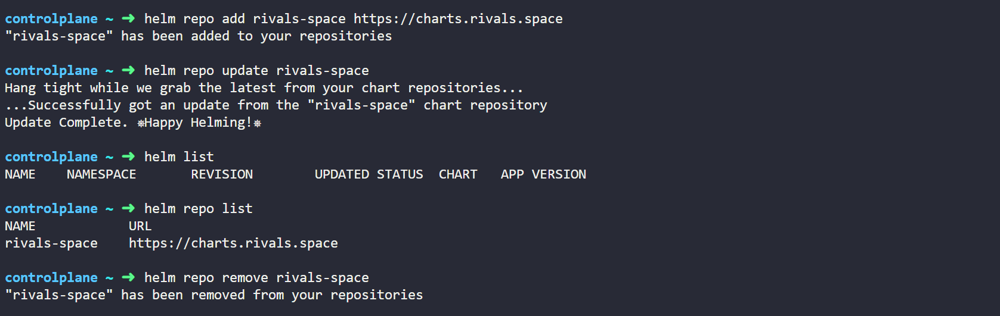 controlplane ~ ➜ helm repo add rivals-space https://charts.rivals.space
"rivals-space" has been added to your repositories
controlplane ~ ➜ helm repo update rivals-space
Hang tight while we grab the latest from your chart repositories...
...Successfully got an update from the "rivals-space" chart repository
Update Complete. ⎈Happy Helming!⎈
controlplane ~ ➜ helm list
NAME    NAMESPACE       REVISION        UPDATED STATUS  CHART   APP VERSION
controlplane ~ ➜ helm repo list
NAME            URL
rivals-space    https://charts.rivals.space
controlplane ~ ➜ helm repo remove rivals-space
"rivals-space" has been removed from your repositories